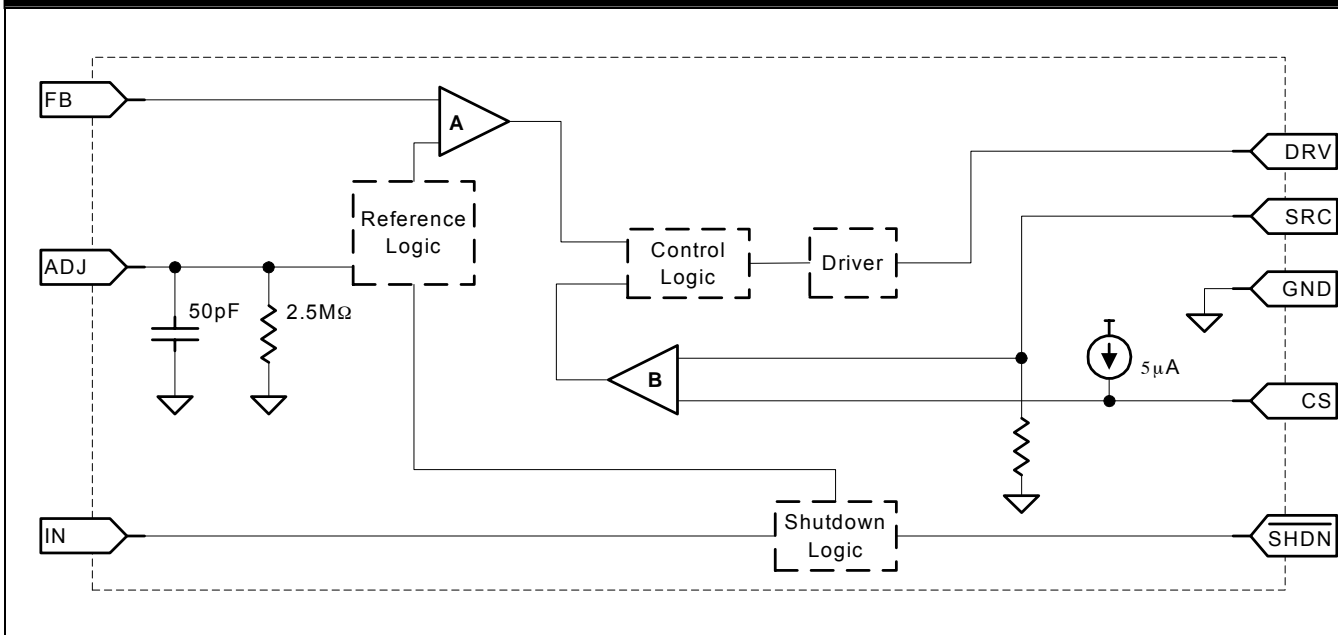 FB
A
DRV
SRC
Reference
Logic
Control
Logic
Driver
ADJ
GND
50pF
2.5MΩ
B
5µA
CS
IN
Shutdown
Logic
SHDN